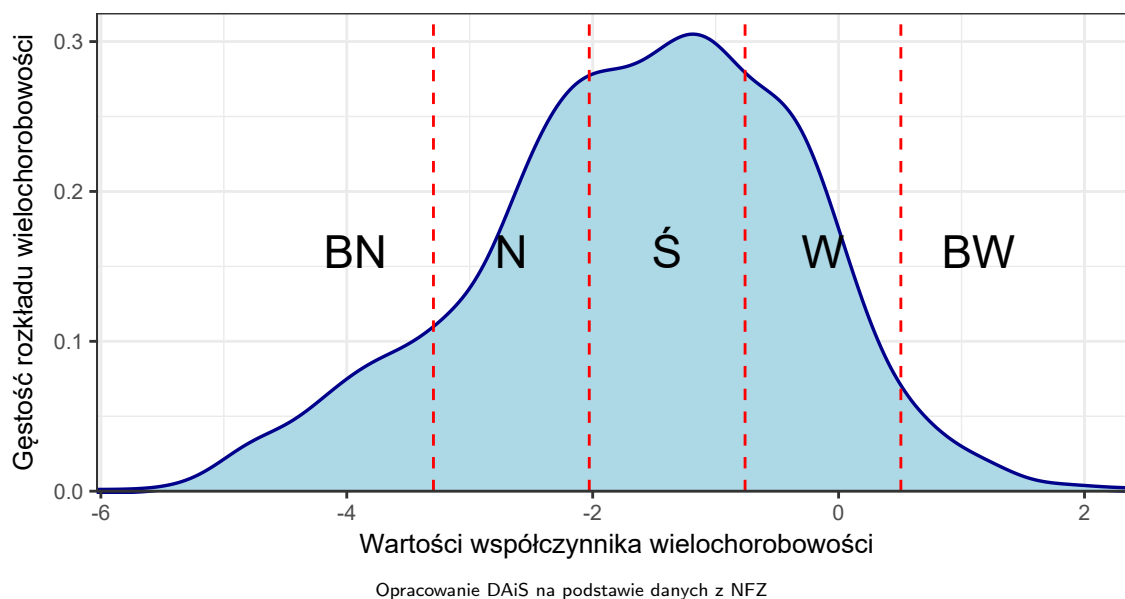 Gęstość rozkładu wielochorobowości
0.3
0.2
0.1
0.0
BN N Ś W BW
-6 -4 -2 0 2
Wartości współczynnika wielochorobowości
Opracowanie DAiS na podstawie danych z NFZ